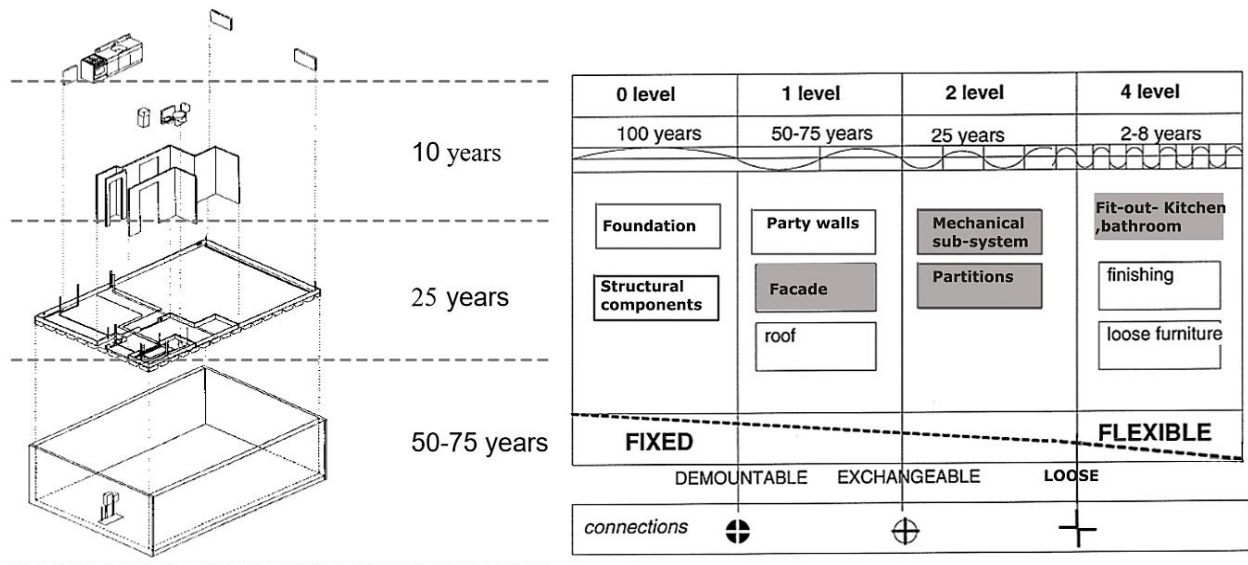 10 years
25 years
50-75 years
0 level
1 level
2 level
4 level
100 years
50-75 years
25 years
2-8 years
Foundation
Party walls
Mechanical
sub-system
Fit-out- Kitchen
,bathroom
Structural
components
Facade
Partitions
finishing
roof
loose furniture
FIXED
FLEXIBLE
DEMOUNTABLE
EXCHANGEABLE
LOOSE
connections